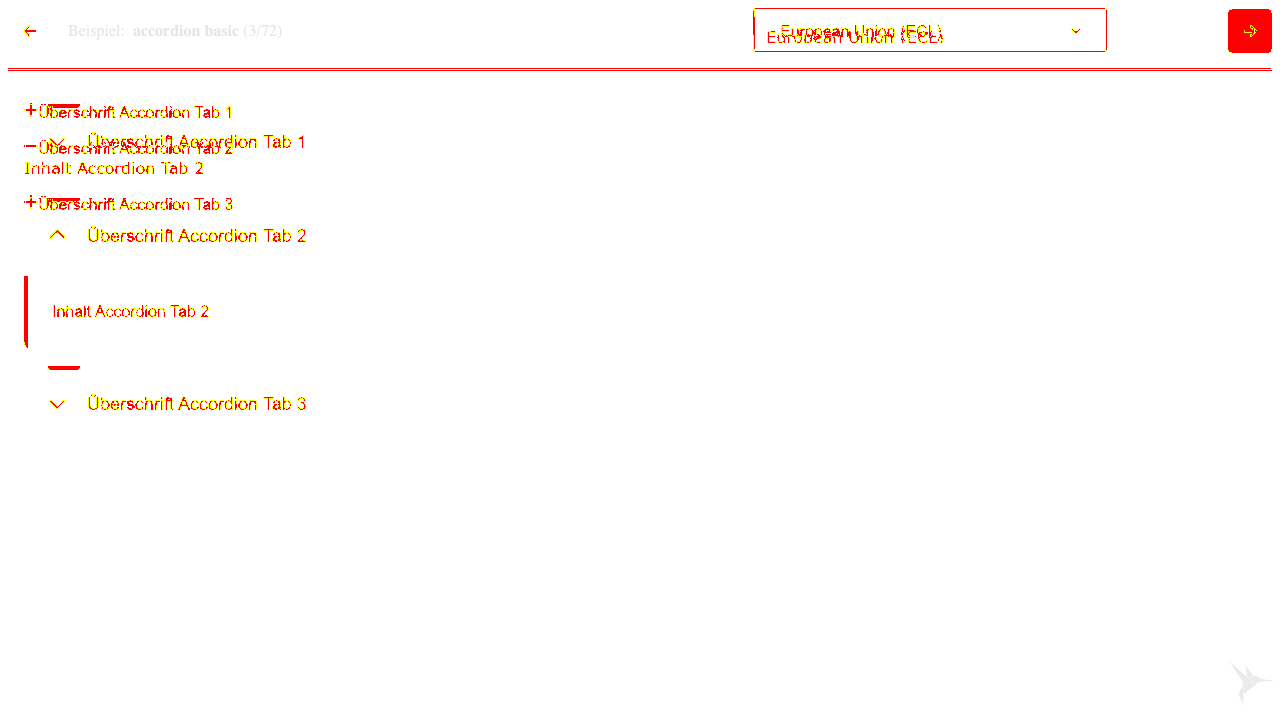 Beispiel: accordion basic (3/72)
European Union (ECL)
European Union (ECL)
Überschrift Accordion Tab 1
Überschrift Accordion Tab 1
Überschrift Accordion Tab 2
Inhalt Accordion Tab 2
Überschrift Accordion Tab 3
Überschrift Accordion Tab 2
Inhalt Accordion Tab 2
Überschrift Accordion Tab 3